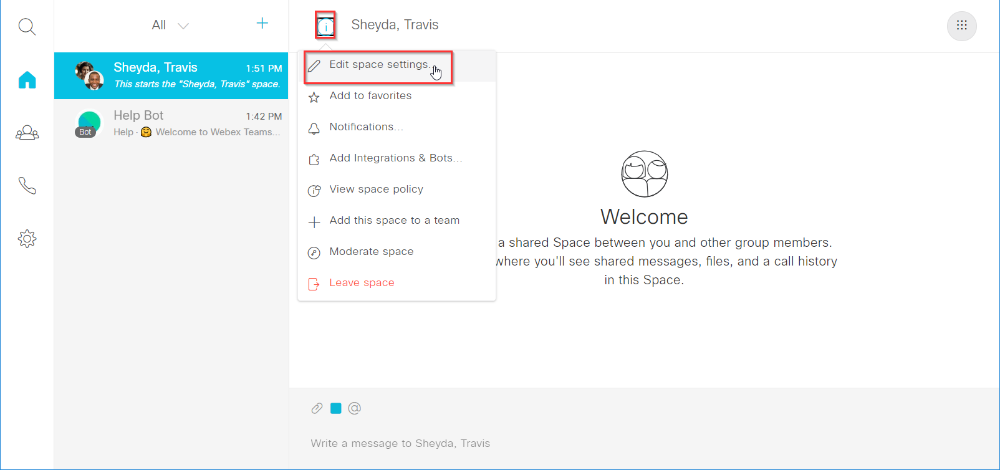 All
Sheyda, Travis
Sheyda, Travis 1:51 PM
This starts the "Sheyda, Travis" space.
Help Bot 1:42 PM
Bot
Help · 🤗 Welcome to Webex Teams...
Edit space settings.
Add to favorites
Notifications...
Add Integrations & Bots...
View space policy
Add this space to a team
Moderate space
Leave space
Welcome
a shared Space between you and other group members.
where you'll see shared messages, files, and a call history
in this Space.
@
Write a message to Sheyda, Travis